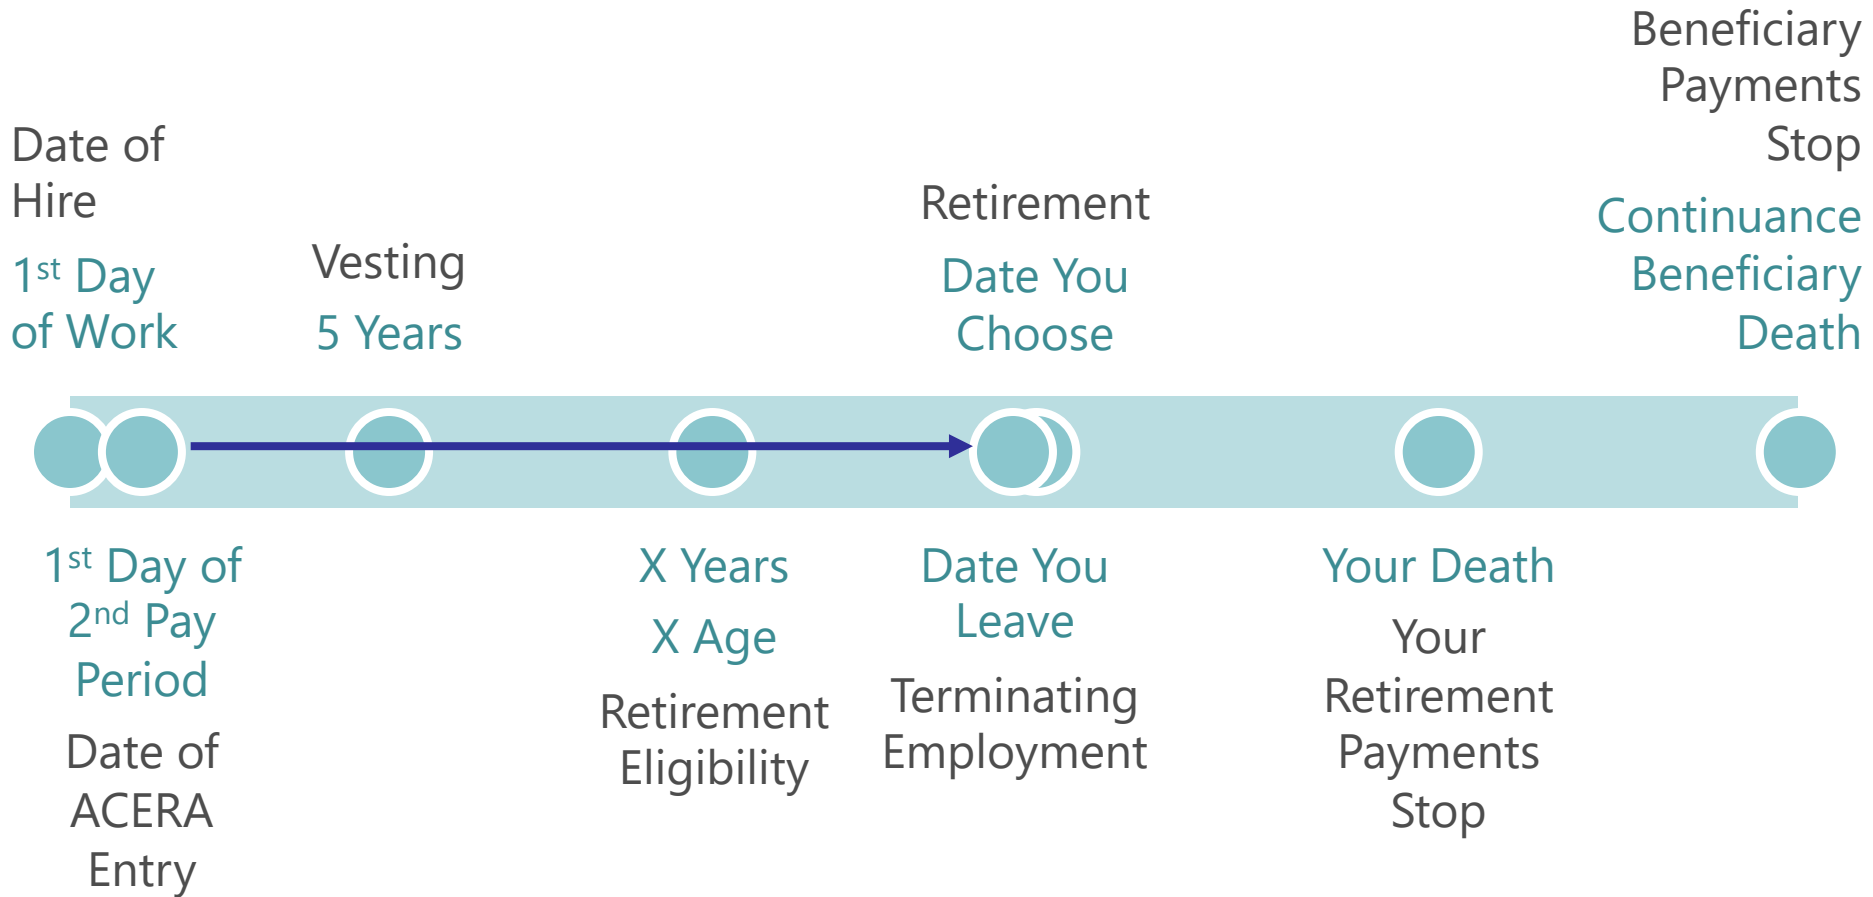 Date of
Hire
1st Day
of Work
Vesting
5 Years
Retirement
Date You
Choose
Beneficiary
Payments
Stop
Continuance
Beneficiary
Death
1st Day of
2nd Pay
Period
Date of
ACERA
Entry
X Years
X Age
Retirement
Eligibility
Date You
Leave
Terminating
Employment
Your Death
Your
Retirement
Payments
Stop